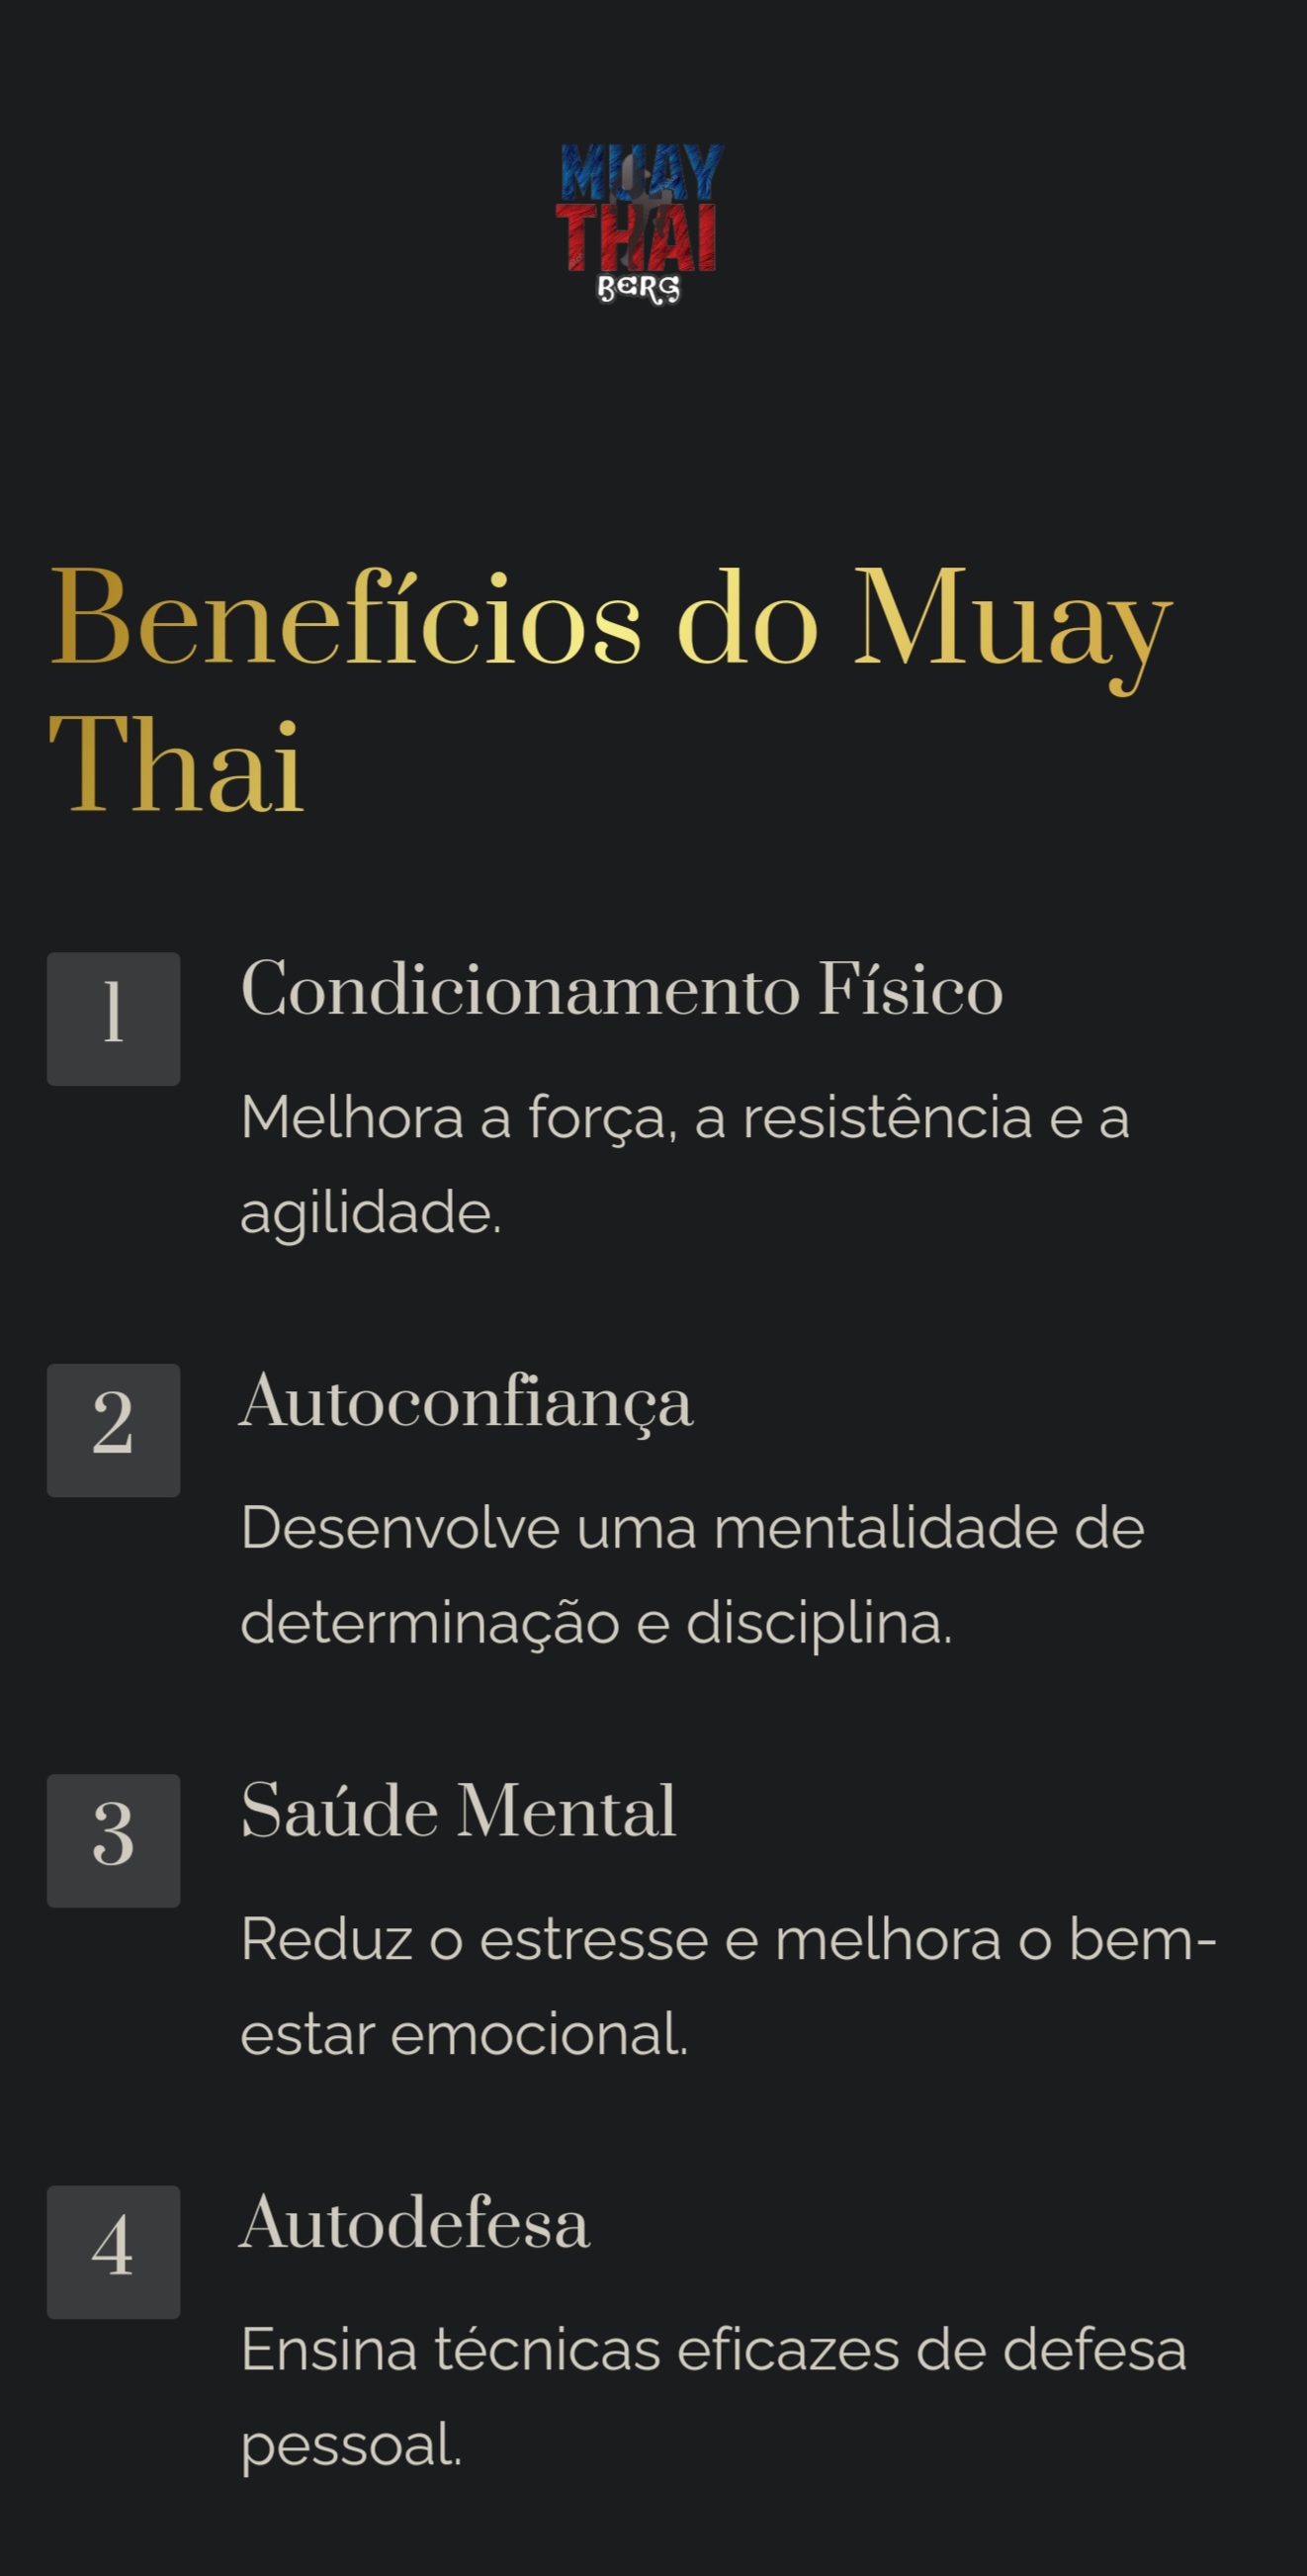 MUAY
THAI
BERG
Benefícios do Muay
Thai
1
Condicionamento Físico
Melhora a força, a resistência e a
agilidade.
2
Autoconfiança
Desenvolve uma mentalidade de
determinação e disciplina.
3
Saúde Mental
Reduz o estresse e melhora o bem-
estar emocional.
4
Autodefesa
Ensina técnicas eficazes de defesa
pessoal.